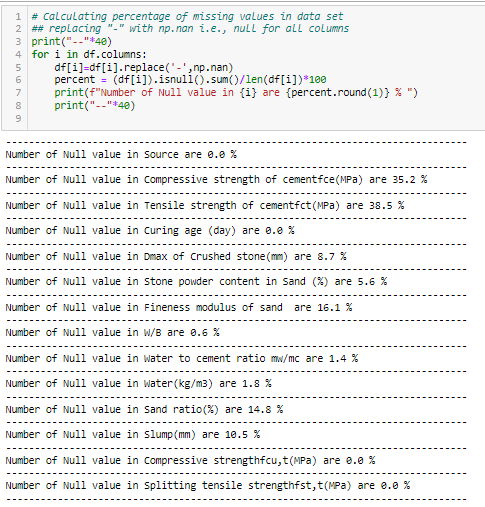 1 # Calculating percentage of missing values in data set
2 ## replacing "-" with np.nan i.e., null for all columns
3 print("--"*40)
4 for i in df.columns:
5 df[i]=df[i].replace('-',np.nan)
6 percent = (df[i]).isnull().sum()/len(df[i])*100
7 print(f"Number of Null value in {i} are {percent.round(1)} % ")
8 print("--"*40)
9
--------------------------------------------------------------------------------
Number of Null value in Source are 0.0 %
--------------------------------------------------------------------------------
Number of Null value in Compressive strength of cementfce(MPa) are 35.2 %
--------------------------------------------------------------------------------
Number of Null value in Tensile strength of cementfct(MPa) are 38.5 %
--------------------------------------------------------------------------------
Number of Null value in Curing age (day) are 0.0 %
--------------------------------------------------------------------------------
Number of Null value in Dmax of Crushed stone(mm) are 8.7 %
--------------------------------------------------------------------------------
Number of Null value in Stone powder content in Sand (%) are 5.6 %
--------------------------------------------------------------------------------
Number of Null value in Fineness modulus of sand  are 16.1 %
--------------------------------------------------------------------------------
Number of Null value in W/B are 0.6 %
--------------------------------------------------------------------------------
Number of Null value in Water to cement ratio mw/mc are 1.4 %
--------------------------------------------------------------------------------
Number of Null value in Water(kg/m3) are 1.8 %
--------------------------------------------------------------------------------
Number of Null value in Sand ratio(%) are 14.8 %
--------------------------------------------------------------------------------
Number of Null value in Slump(mm) are 10.5 %
--------------------------------------------------------------------------------
Number of Null value in Compressive strengthfcu,t(MPa) are 0.0 %
--------------------------------------------------------------------------------
Number of Null value in Splitting tensile strengthfst,t(MPa) are 0.0 %
--------------------------------------------------------------------------------